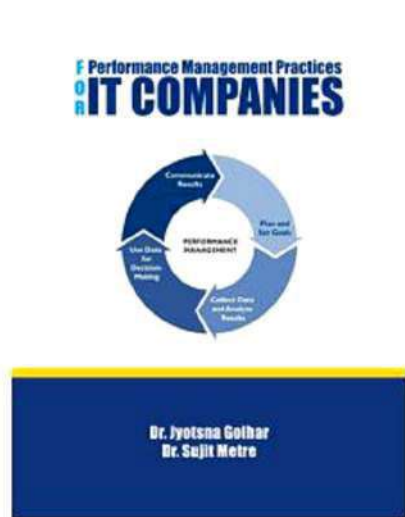 Performance Management Practices
FOR
IT COMPANIES
Communicate
Results
Plan and
Set Goals
PERFORMANCE
MANAGEMENT
Use Data
for
Decision-
Making
Collect Data
and Analyze
Results
Dr. Jyotsna Golhar
Dr. Sujit Metre